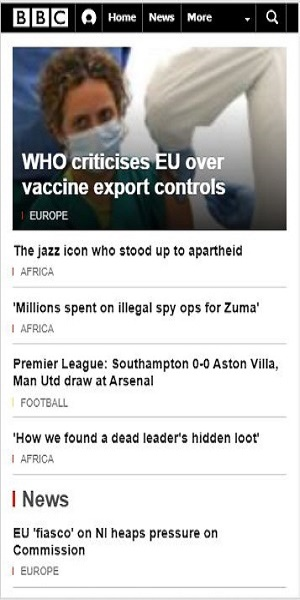 BBC Home News More
WHO criticises EU over
vaccine export controls
EUROPE
The jazz icon who stood up to apartheid
AFRICA
'Millions spent on illegal spy ops for Zuma'
AFRICA
Premier League: Southampton 0-0 Aston Villa,
Man Utd draw at Arsenal
FOOTBALL
'How we found a dead leader's hidden loot'
AFRICA
News
EU 'fiasco' on NI heaps pressure on
Commission
EUROPE